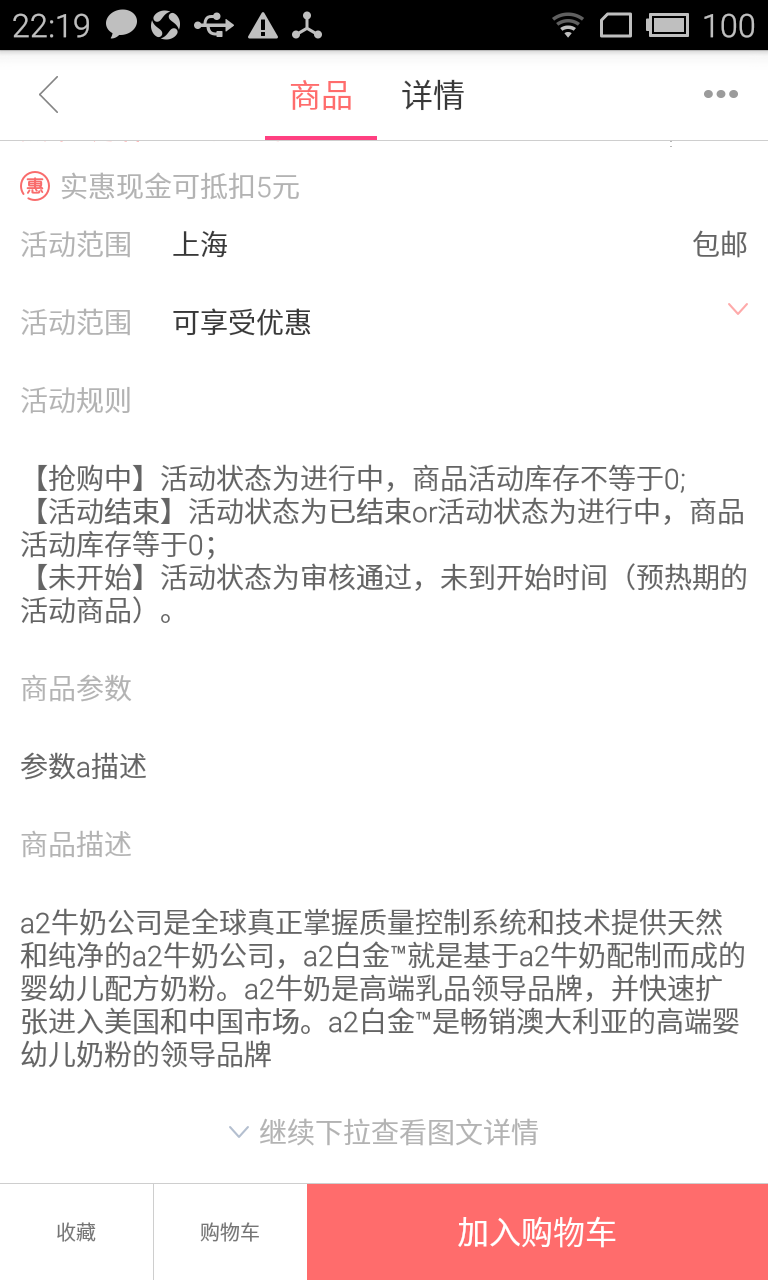 22:19 100
商品 详情
惠 实惠现金可抵扣5元
活动范围 上海 包邮
活动范围 可享受优惠
活动规则
【抢购中】活动状态为进行中，商品活动库存不等于0;
【活动结束】活动状态为已结束or活动状态为进行中，商品
活动库存等于0；
【未开始】活动状态为审核通过，未到开始时间（预热期的
活动商品）。
商品参数
参数a描述
商品描述
a2牛奶公司是全球真正掌握质量控制系统和技术提供天然
和纯净的a2牛奶公司，a2白金™就是基于a2牛奶配制而成的
婴幼儿配方奶粉。a2牛奶是高端乳品领导品牌，并快速扩
张进入美国和中国市场。a2白金™是畅销澳大利亚的高端婴
幼儿奶粉的领导品牌
继续下拉查看图文详情
收藏 购物车 加入购物车